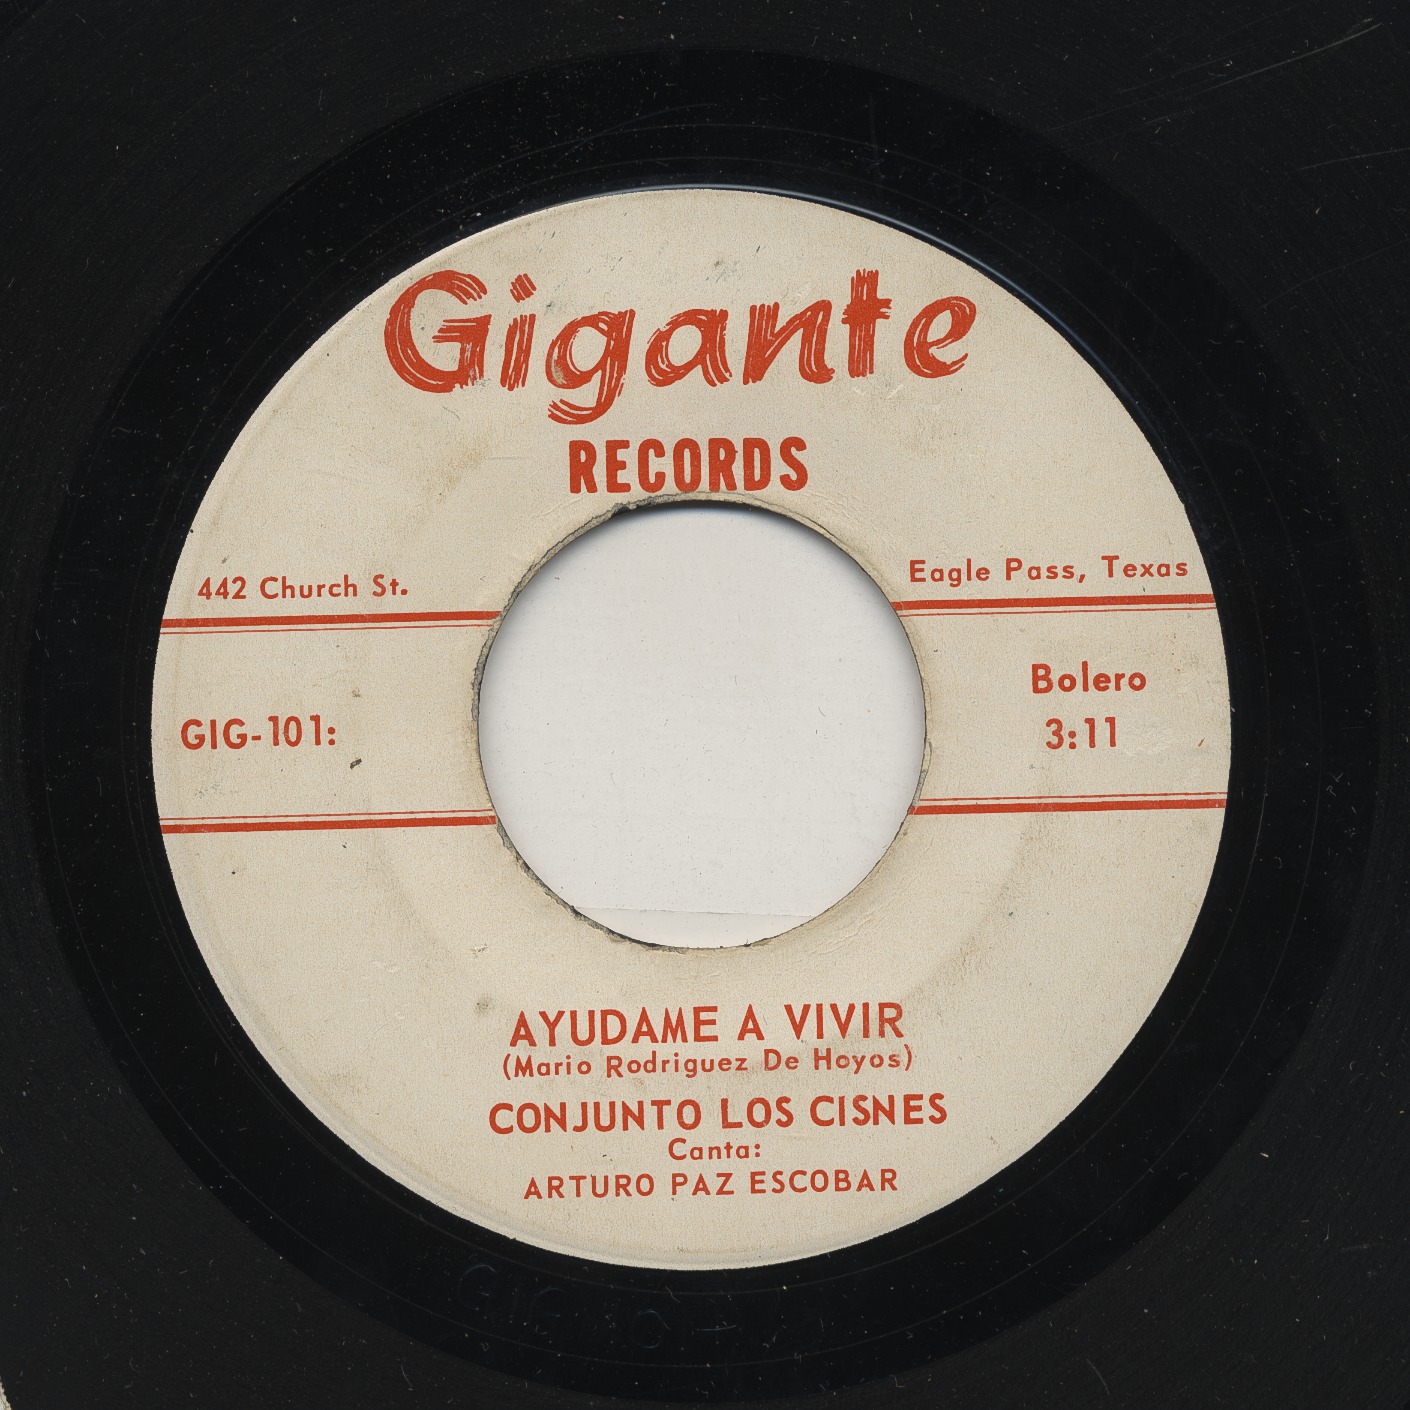 Gigante
RECORDS
442 Church St.
Eagle Pass, Texas
GIG-101:
Bolero
3:11
AYUDAME A VIVIR
(Mario Rodriguez De Hoyos)
CONJUNTO LOS CISNES
Canta:
ARTURO PAZ ESCOBAR